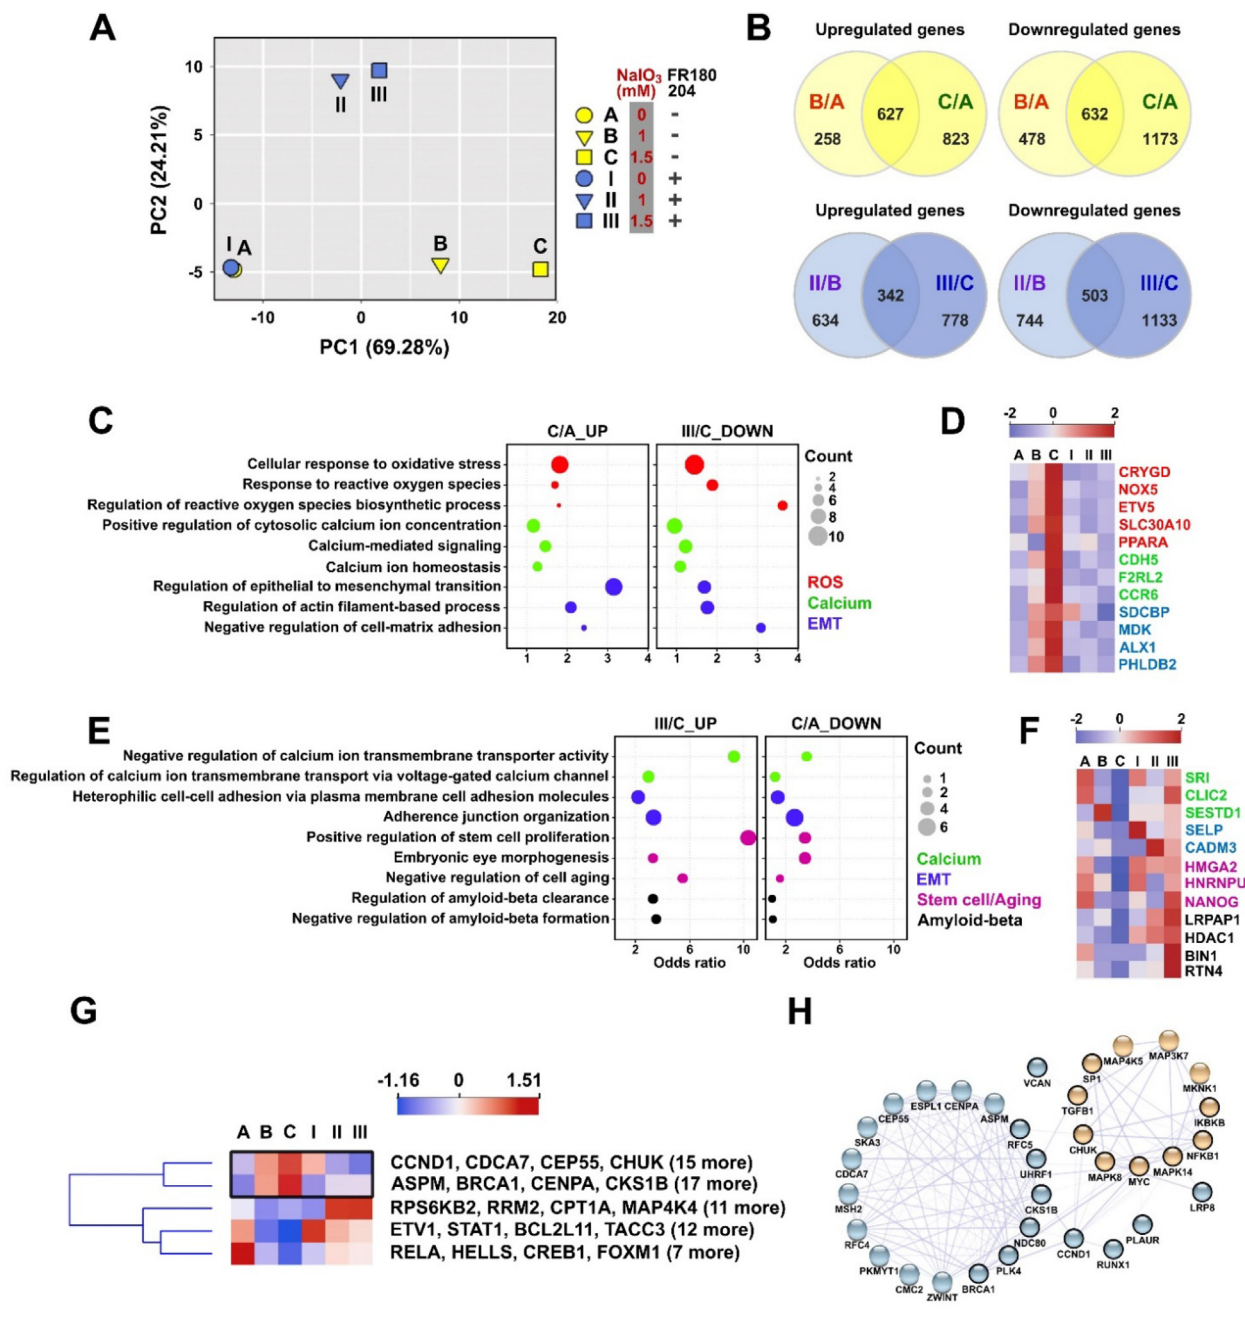 A
PC2 (24.21%)
10
5
0
-5
-10
0
10
20
PC1 (69.28%)
II
III
I
A
B
C
NaIO₃ FR180
(mM) 204
A 0 -
B 1 -
C 1.5 -
I 0 +
II 1 +
III 1.5 +
B
Upregulated genes
B/A
258
627
C/A
823
Downregulated genes
B/A
478
632
C/A
1173
Upregulated genes
II/B
634
342
III/C
778
Downregulated genes
II/B
744
503
III/C
1133
C
C/A_UP
III/C_DOWN
Cellular response to oxidative stress
Response to reactive oxygen species
Regulation of reactive oxygen species biosynthetic process
Positive regulation of cytosolic calcium ion concentration
Calcium-mediated signaling
Calcium ion homeostasis
Regulation of epithelial to mesenchymal transition
Regulation of actin filament-based process
Negative regulation of cell-matrix adhesion
1 2 3 4
1 2 3 4
Count
2
4
6
8
10
ROS
Calcium
EMT
D
-2 0 2
A B C I II III
CRYGD
NOX5
ETV5
SLC30A10
PPARA
CDH5
F2RL2
CCR6
SDCBP
MDK
ALX1
PHLDB2
E
III/C_UP
C/A_DOWN
Negative regulation of calcium ion transmembrane transporter activity
Regulation of calcium ion transmembrane transport via voltage-gated calcium channel
Heterophilic cell-cell adhesion via plasma membrane cell adhesion molecules
Adherence junction organization
Positive regulation of stem cell proliferation
Embryonic eye morphogenesis
Negative regulation of cell aging
Regulation of amyloid-beta clearance
Negative regulation of amyloid-beta formation
2 6 10
2 6 10
Odds ratio
Odds ratio
Count
1
2
4
6
Calcium
EMT
Stem cell/Aging
Amyloid-beta
F
-2 0 2
A B C I II III
SRI
CLIC2
SESTD1
SELP
CADM3
HMGA2
HNRNPU
NANOG
LRPAP1
HDAC1
BIN1
RTN4
G
-1.16 0 1.51
A B C I II III
CCND1, CDCA7, CEP55, CHUK (15 more)
ASPM, BRCA1, CENPA, CKS1B (17 more)
RPS6KB2, RRM2, CPT1A, MAP4K4 (11 more)
ETV1, STAT1, BCL2L11, TACC3 (12 more)
RELA, HELLS, CREB1, FOXM1 (7 more)
H
MAP4K5
MAP3K7
SP1
VCAN
MKNK1
ESPL1
CENPA
TGFB1
CEP55
ASPM
IKBKB
SKA3
RFC5
CHUK
NFKB1
CDCA7
UHRF1
MAPK8
MYC
MAPK14
MSH2
CKS1B
LRP8
RFC4
NDC80
PLAUR
CCND1
RUNX1
PKMYT1
PLK4
CMC2
ZWINT
BRCA1